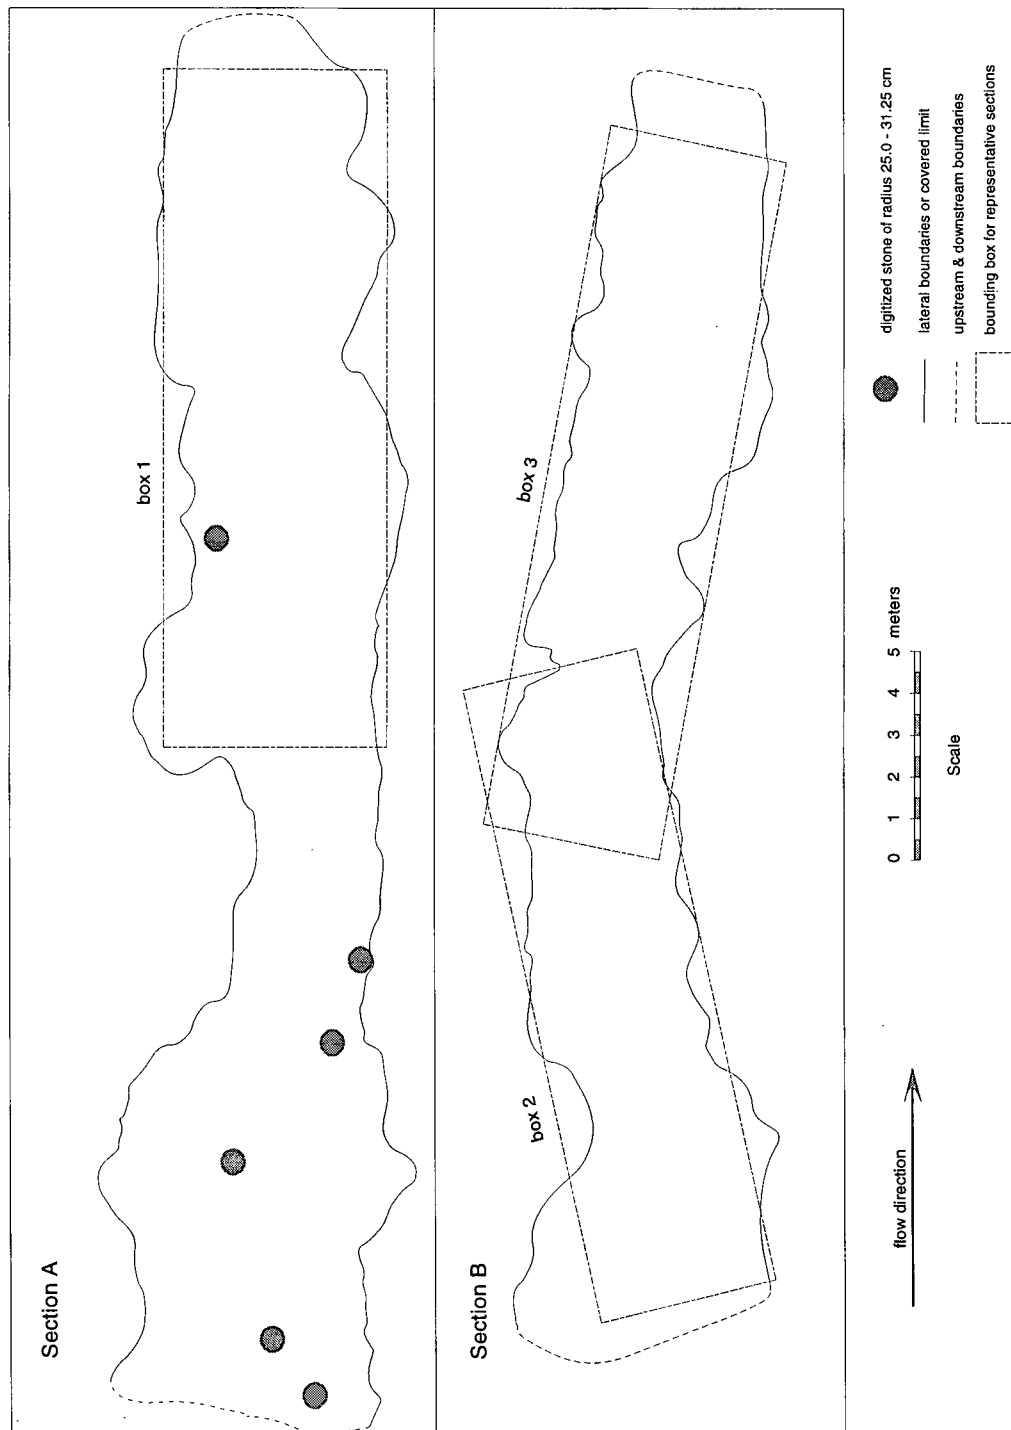 Section A
box 1
Section B
box 2
box 3
flow direction
0 1 2 3 4 5 meters
Scale
digitized stone of radius 25.0 - 31.25 cm
lateral boundaries or covered limit
upstream & downstream boundaries
bounding box for representative sections